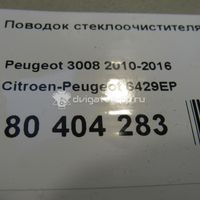 Поводок стеклоочистителя
Peugeot 3008 2010-2016
Citroen-Peugeot 6429EP
80 404 283